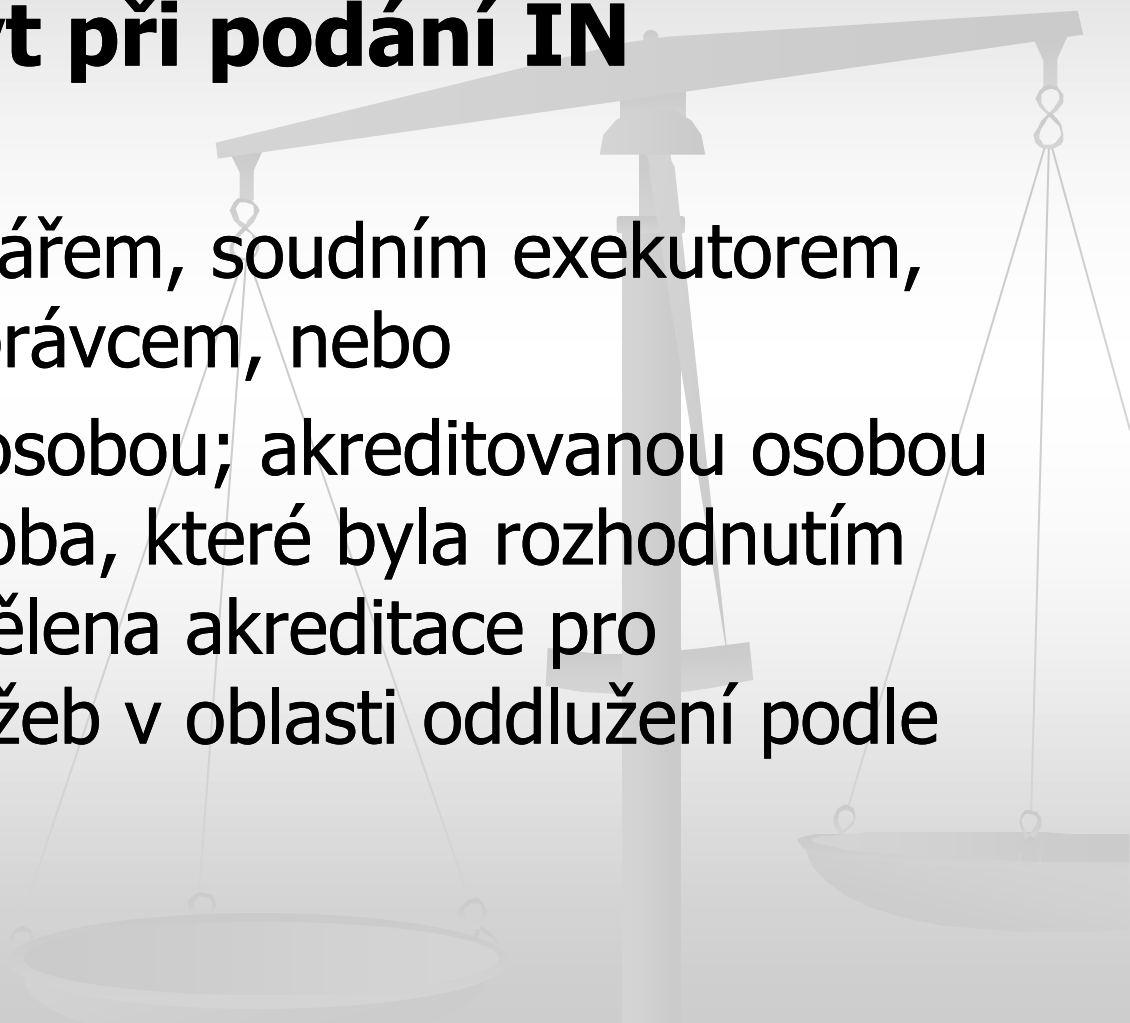 t při podání IN
ářem, soudním exekutorem,
rávcem, nebo
osobou; akreditovanou osobou
oba, které byla rozhodnutím
ělena akreditace pro
žeb v oblasti oddlužení podle